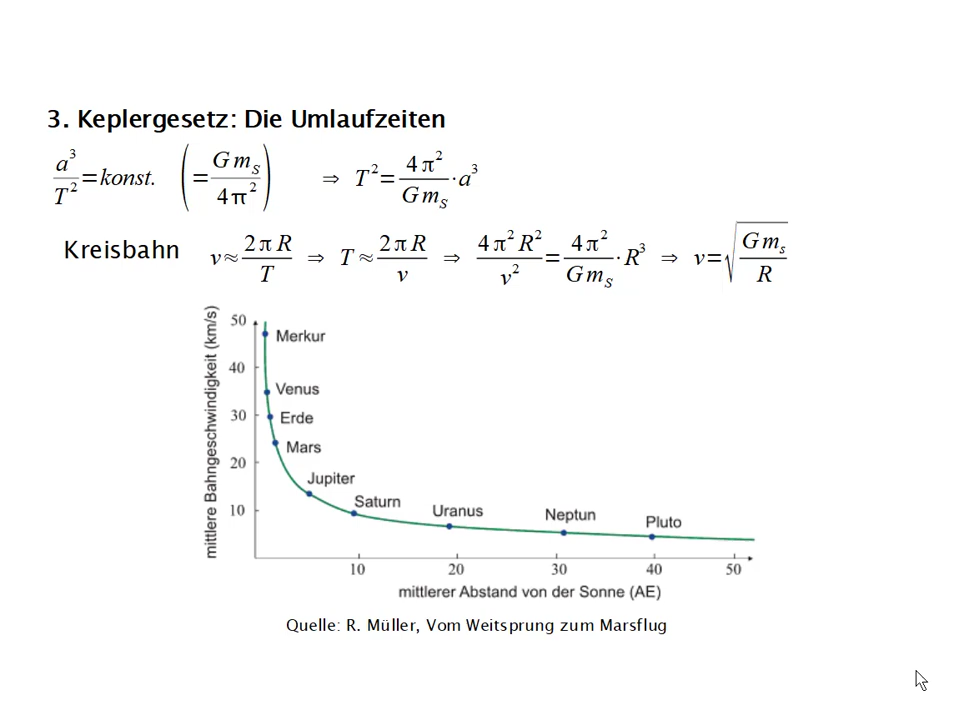 3. Keplergesetz: Die Umlaufzeiten
a³/T² = konst. (= G m_S / 4π²) ⇒ T² = 4π² / G m_S · a³
Kreisbahn v ≈ 2πR / T ⇒ T ≈ 2πR / v ⇒ 4π² R² / v² = 4π² / G m_S · R³ ⇒ v = √(G m_s / R)
mittlere Bahngeschwindigkeit (km/s)
50
40
30
20
10
Merkur
Venus
Erde
Mars
Jupiter
Saturn
Uranus
Neptun
Pluto
10 20 30 40 50
mittlerer Abstand von der Sonne (AE)
Quelle: R. Müller, Vom Weitsprung zum Marsflug